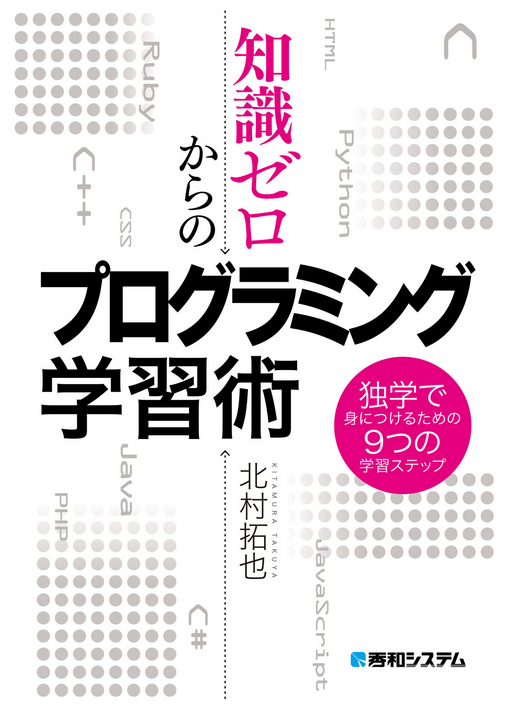 知識ゼロ
からの
プログラミング
学習術
独学で
身につけるための
9つの
学習ステップ
北村拓也
KITAMURA TAKUYA
秀和システム
Ruby
HTML
C
Python
C++
CSS
Java
PHP
C#
JavaScript